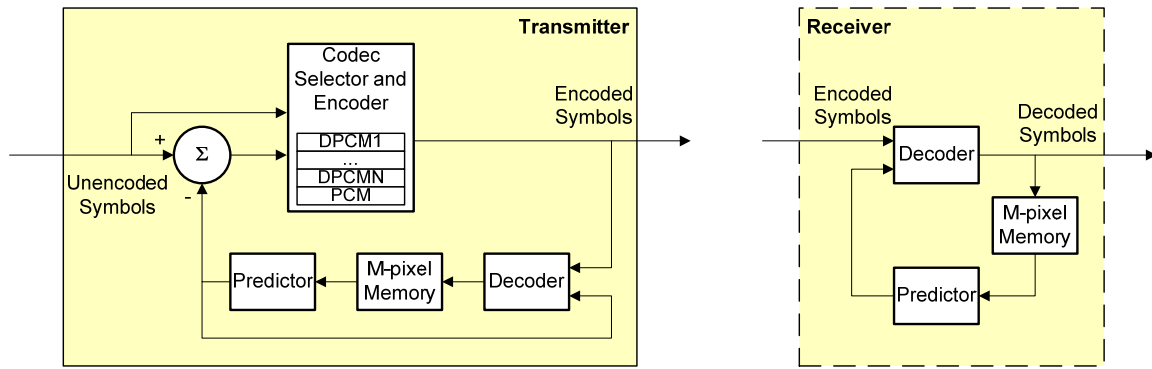 Transmitter
Codec
Selector and
Encoder
DPCM1
...
DPCMN
PCM
+
Σ
-
Unencoded
Symbols
Encoded
Symbols
Predictor
M-pixel
Memory
Decoder
Receiver
Encoded
Symbols
Decoder
Decoded
Symbols
M-pixel
Memory
Predictor